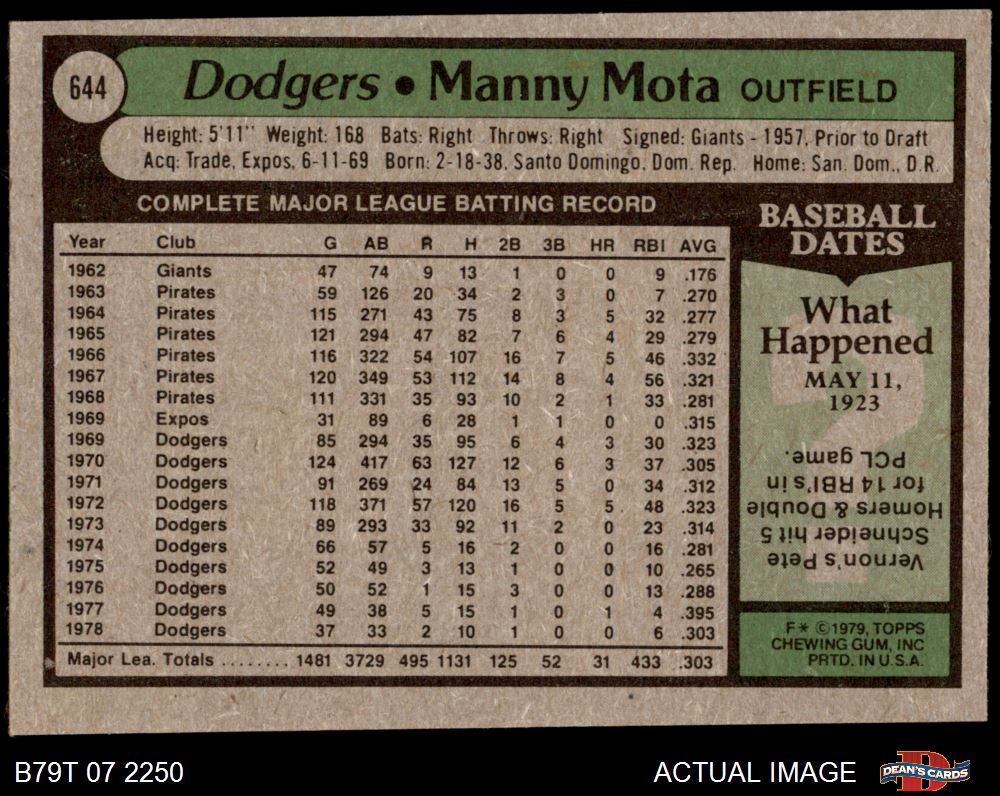 644
Dodgers • Manny Mota OUTFIELD
Height: 5'11" Weight: 168 Bats: Right Throws: Right Signed: Giants - 1957, Prior to Draft
Acq: Trade, Expos, 6-11-69 Born: 2-18-38, Santo Domingo, Dom. Rep. Home: San. Dom., D.R.
COMPLETE MAJOR LEAGUE BATTING RECORD
Year Club G AB R H 2B 3B HR RBI AVG
1962 Giants 47 74 9 13 1 0 0 9 .176
1963 Pirates 59 126 20 34 2 3 0 7 .270
1964 Pirates 115 271 43 75 8 3 5 32 .277
1965 Pirates 121 294 47 82 7 6 4 29 .279
1966 Pirates 116 322 54 107 16 7 5 46 .332
1967 Pirates 120 349 53 112 14 8 4 56 .321
1968 Pirates 111 331 35 93 10 2 1 33 .281
1969 Expos 31 89 6 28 1 1 0 0 .315
1969 Dodgers 85 294 35 95 6 4 3 30 .323
1970 Dodgers 124 417 63 127 12 6 3 37 .305
1971 Dodgers 91 269 24 84 13 5 0 34 .312
1972 Dodgers 118 371 57 120 16 5 5 48 .323
1973 Dodgers 89 293 33 92 11 2 0 23 .314
1974 Dodgers 66 57 5 16 2 0 0 16 .281
1975 Dodgers 52 49 3 13 1 0 0 10 .265
1976 Dodgers 50 52 1 15 3 0 0 13 .288
1977 Dodgers 49 38 5 15 1 0 1 4 .395
1978 Dodgers 37 33 2 10 1 0 0 6 .303
Major Lea. Totals ........ 1481 3729 495 1131 125 52 31 433 .303
BASEBALL
DATES
What
Happened
MAY 11,
1923
Vernon's Pete
Schneider hit 5
Homers & Double
for 14 RBI's in
PCL game.
F* ©1979, TOPPS
CHEWING GUM, INC
PRTD. IN U.S.A.
B79T 07 2250
ACTUAL IMAGE
DEAN'S CARDS